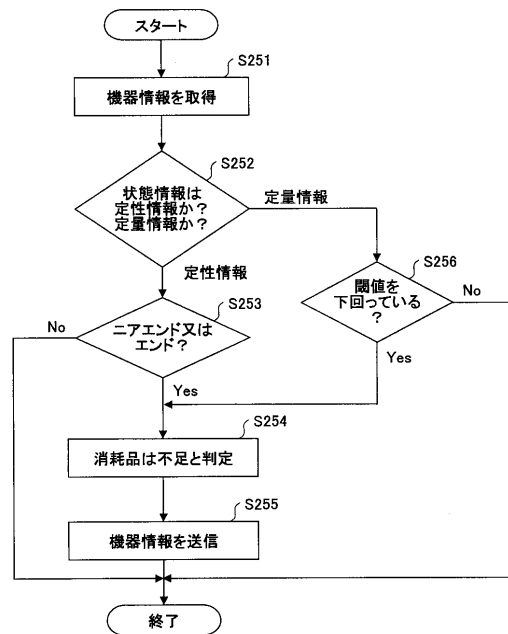 スタート
S251
機器情報を取得
S252
状態情報は
定性情報か?
定量情報か?
定量情報
定性情報
S256
閾値を
下回っている
?
No
Yes
S253
ニアエンド又は
エンド?
No
Yes
S254
消耗品は不足と判定
S255
機器情報を送信
終了